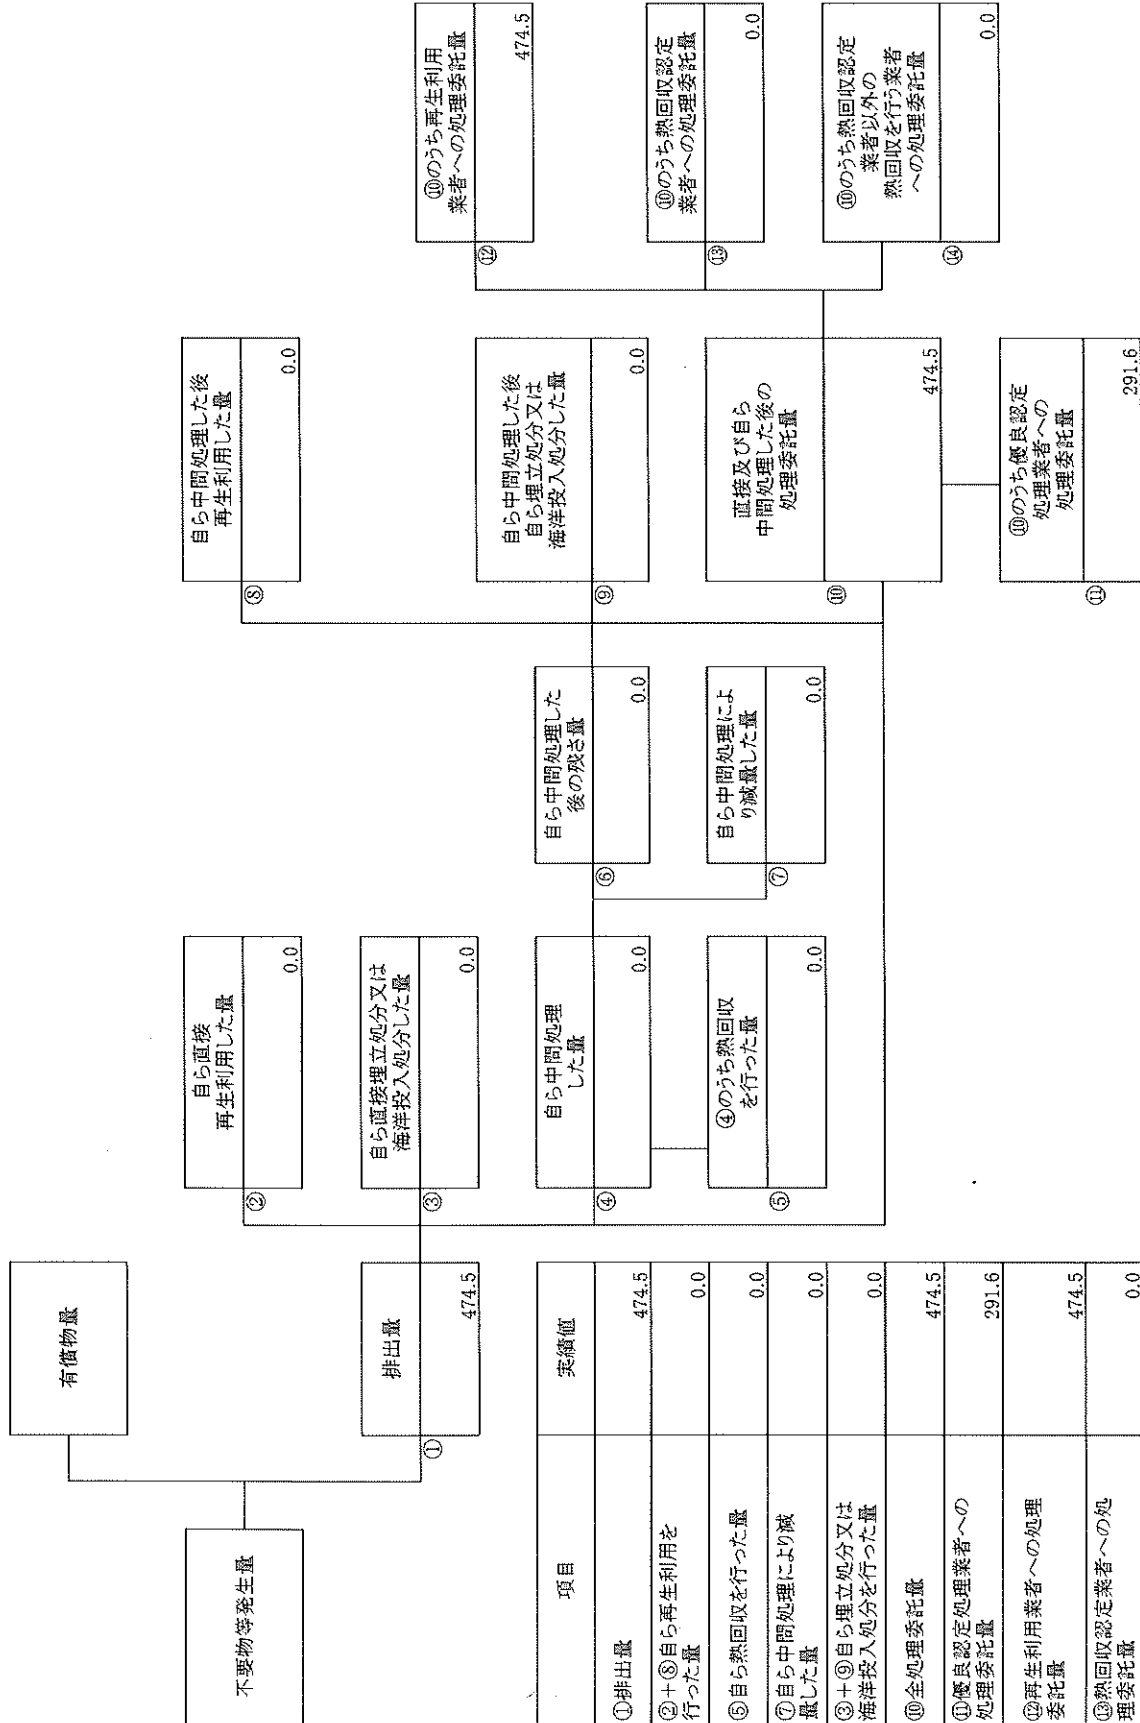 不要物等発生量
有償物量
①
排出量
474.5
②
自ら直接
再生利用した量
0.0
③
自ら直接埋立処分又は
海洋投入処分した量
0.0
④
自ら中間処理
した量
0.0
⑤
④のうち熱回収
を行った量
0.0
⑥
自ら中間処理した
後の残さ量
0.0
⑦
自ら中間処理によ
り減量した量
0.0
⑧
自ら中間処理した後
再生利用した量
0.0
⑨
自ら中間処理した後
自ら埋立処分又は
海洋投入処分した量
0.0
⑩
直接及び自ら
中間処理した後の
処理委託量
474.5
⑪
⑩のうち優良認定
処理業者への
処理委託量
291.6
⑫
⑩のうち再生利用
業者への処理委託量
474.5
⑬
⑩のうち熱回収認定
業者への処理委託量
0.0
⑭
⑩のうち熱回収認定
業者以外の
熱回収を行う業者
への処理委託量
0.0
項目 実績値
①排出量 474.5
②+⑧自ら再生利用を
行った量 0.0
⑤自ら熱回収を行った量 0.0
⑦自ら中間処理により減
量した量 0.0
③+⑨自ら埋立処分又は
海洋投入処分を行った量 0.0
⑩全処理委託量 474.5
⑪優良認定処理業者への
処理委託量 291.6
⑫再生利用業者への処理
委託量 474.5
⑬熱回収認定業者への処
理委託量 0.0